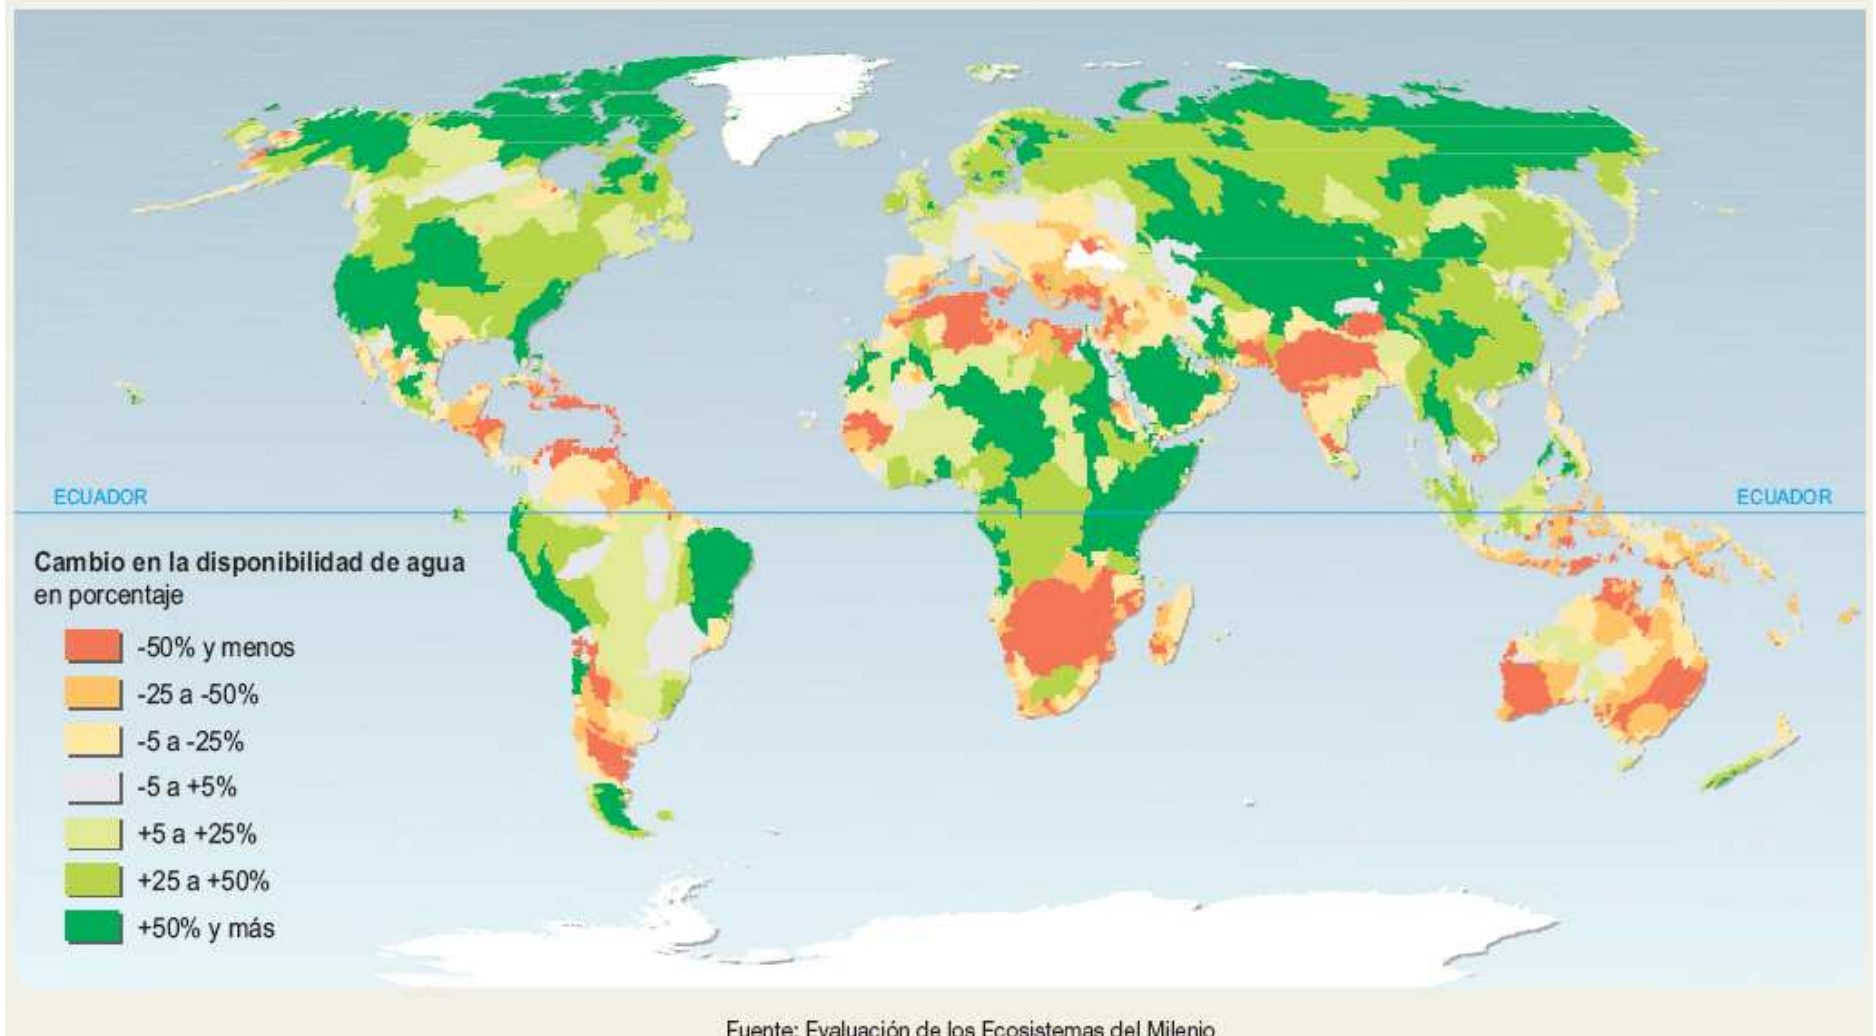 ECUADOR
ECUADOR
Cambio en la disponibilidad de agua
en porcentaje
-50% y menos
-25 a -50%
-5 a -25%
-5 a +5%
+5 a +25%
+25 a +50%
+50% y más
Fuente: Evaluación de los Ecosistemas del Milenio